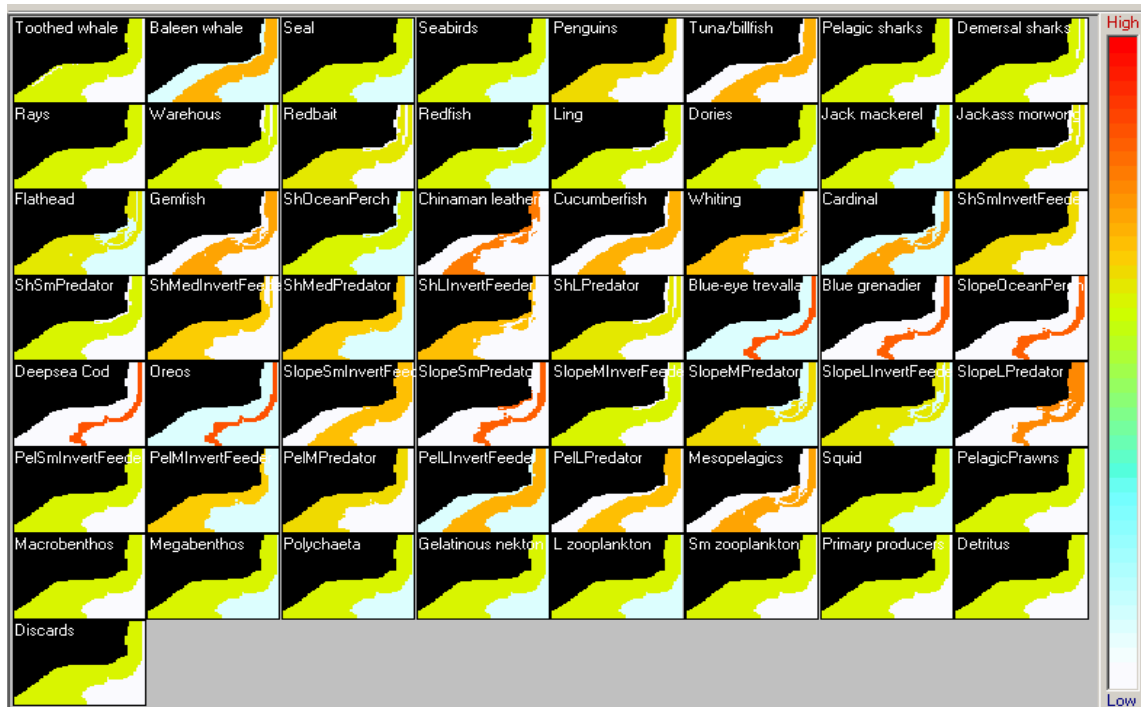 Toothed whale Baleen whale Seal Seabirds Penguins Tuna/billfish Pelagic sharks Demersal sharks High
Rays Warehous Redbait Redfish Ling Dories Jack mackerel Jackass morwong
Flathead Gemfish ShOceanPerch Chinaman leather Cucumberfish Whiting Cardinal ShSmInvertFeede
ShSmPredator ShMedInvertFeede ShMedPredator ShLInvertFeeder ShLPredator Blue-eye trevalla Blue grenadier SlopeOceanPerch
Deepsea Cod Oreos SlopeSmInvertFeed SlopeSmPredato SlopeMInverFeede SlopeMPredator SlopeLInvertFeede SlopeLPredator
PelSmInvertFeede PelMInvertFeede PelMPredator PelLInvertFeede PelLPredator Mesopelagics Squid PelagicPrawns
Macrobenthos Megabenthos Polychaeta Gelatinous nekton L zooplankton Sm zooplankton Primary producers Detritus
Discards
Low